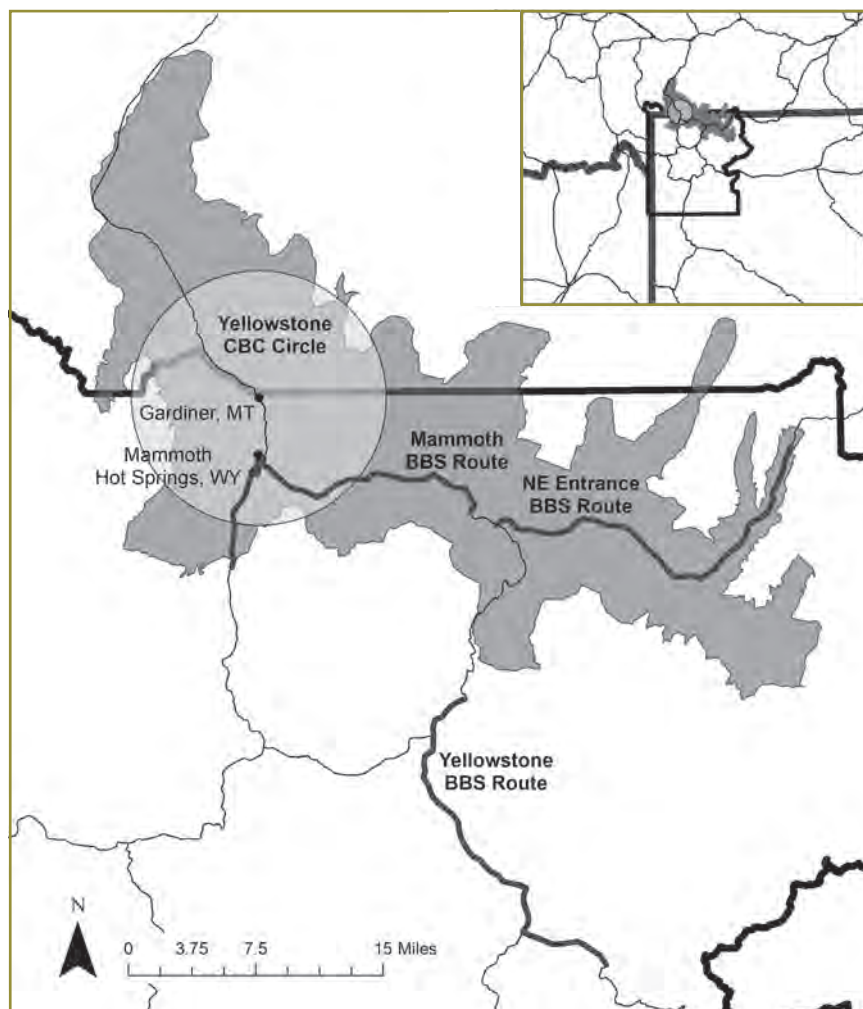 Yellowstone
CBC Circle
Gardiner, MT
Mammoth
Hot Springs, WY
Mammoth
BBS Route
NE Entrance
BBS Route
Yellowstone
BBS Route
N
0 3.75 7.5 15 Miles